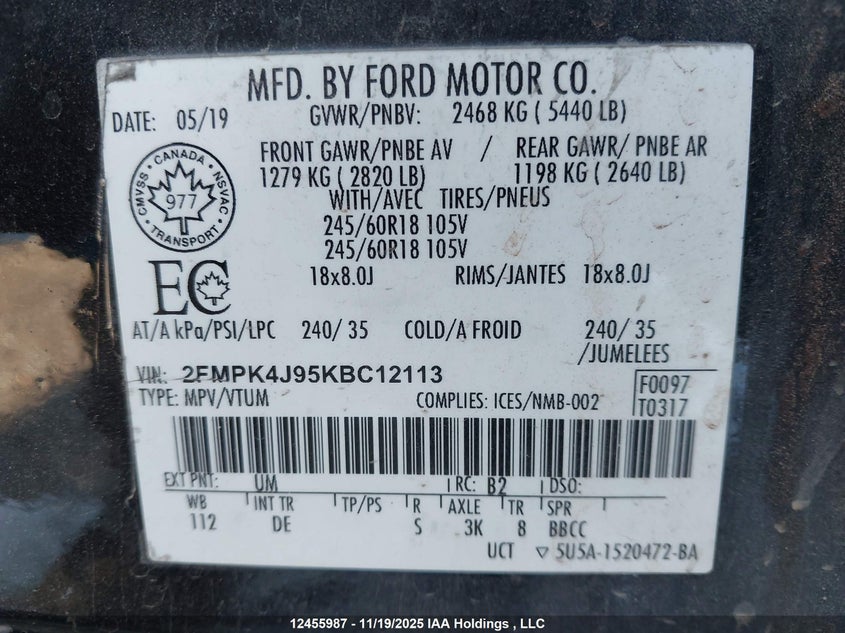 MFD. BY FORD MOTOR CO.
DATE: 05/19
GVWR/PNBV: 2468 KG ( 5440 LB)
FRONT GAWR/PNBE AV / REAR GAWR/ PNBE AR
1279 KG ( 2820 LB) 1198 KG ( 2640 LB)
WITH/AVEC TIRES/PNEUS
245/60R18 105V
245/60R18 105V
18x8.0J RIMS/JANTES 18x8.0J
CMVSS • CANADA • NSVAC • TRANSPORT •
977
EC
AT/A kPa/PSI/LPC 240/ 35 COLD/A FROID 240/ 35
/JUMELEES
VIN: 2FMPK4J95KBC12113
TYPE: MPV/VTUM COMPLIES: ICES/NMB-002
F0097
T0317
EXT PNT: UM RC: B2 DSO:
WB INT TR TP/PS R AXLE TR SPR
112 DE S 3K 8 BBCC
UCT ▽ 5U5A-1520472-BA
12455987 - 11/19/2025 IAA Holdings , LLC